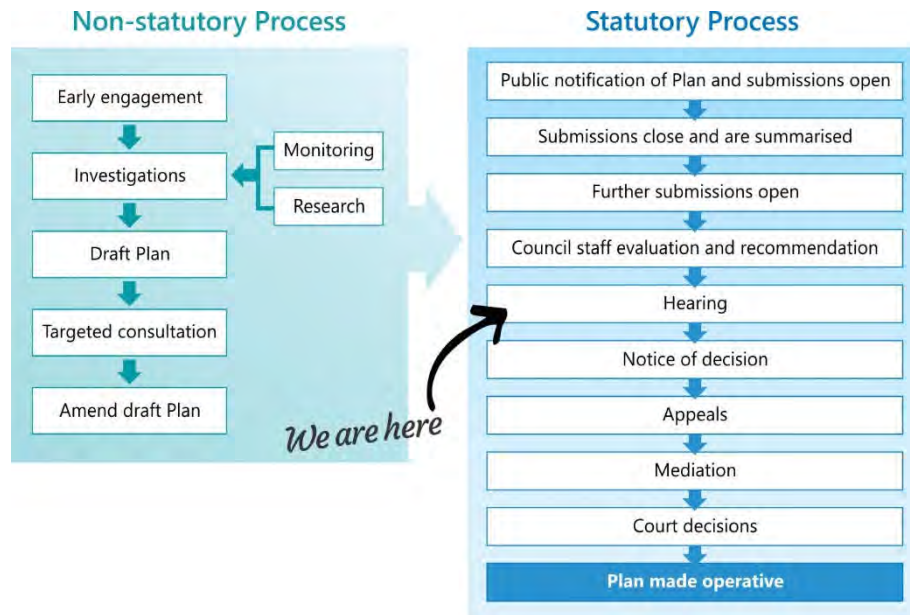 Non-statutory Process
Early engagement
Investigations
Monitoring
Research
Draft Plan
Targeted consultation
Amend draft Plan
We are here
Statutory Process
Public notification of Plan and submissions open
Submissions close and are summarised
Further submissions open
Council staff evaluation and recommendation
Hearing
Notice of decision
Appeals
Mediation
Court decisions
Plan made operative